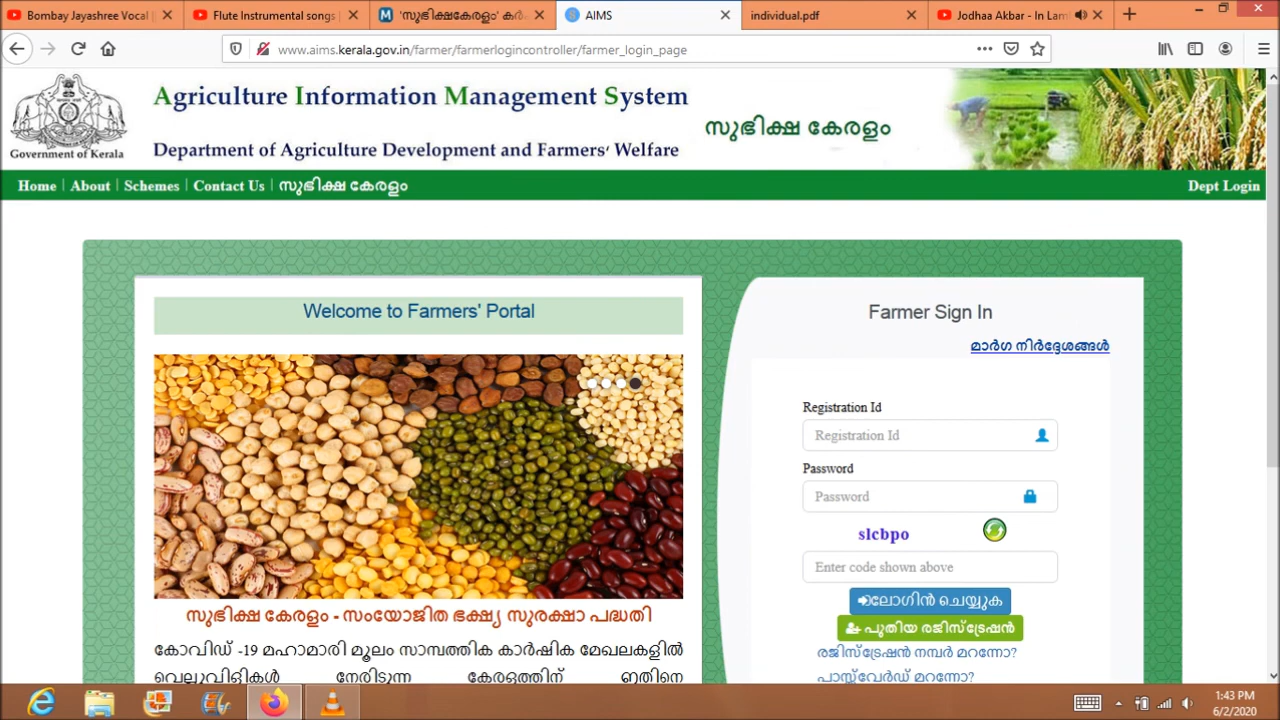 Bombay Jayashree Vocal
Flute Instrumental songs
'സുഭിക്ഷകേരളം' കർ
AIMS
individual.pdf
Jodhaa Akbar - In Lam
www.aims.kerala.gov.in/farmer/farmerlogincontroller/farmer_login_page
Agriculture Information Management System
സുഭിക്ഷ കേരളം
Government of Kerala
Department of Agriculture Development and Farmers' Welfare
Home | About | Schemes | Contact Us | സുഭിക്ഷ കേരളം
Dept Login
Welcome to Farmers' Portal
Farmer Sign In
മാർഗ നിർദ്ദേശങ്ങൾ
Registration Id
Registration Id
Password
Password
slcbpo
Enter code shown above
ലോഗിൻ ചെയ്യുക
പുതിയ രജിസ്ട്രേഷൻ
രജിസ്ട്രേഷൻ നമ്പർ മറന്നോ?
പാസ്സ്‌വേർഡ് മറന്നോ?
സുഭിക്ഷ കേരളം - സംയോജിത ഭക്ഷ്യ സുരക്ഷാ പദ്ധതി
കോവിഡ് -19 മഹാമാരി മൂലം സാമ്പത്തിക കാർഷിക മേഖലകളിൽ
വെല്ലുവിളികൾ നേരിടുന്ന കേരളത്തിന് ഇതിനെ
1:43 PM
6/2/2020